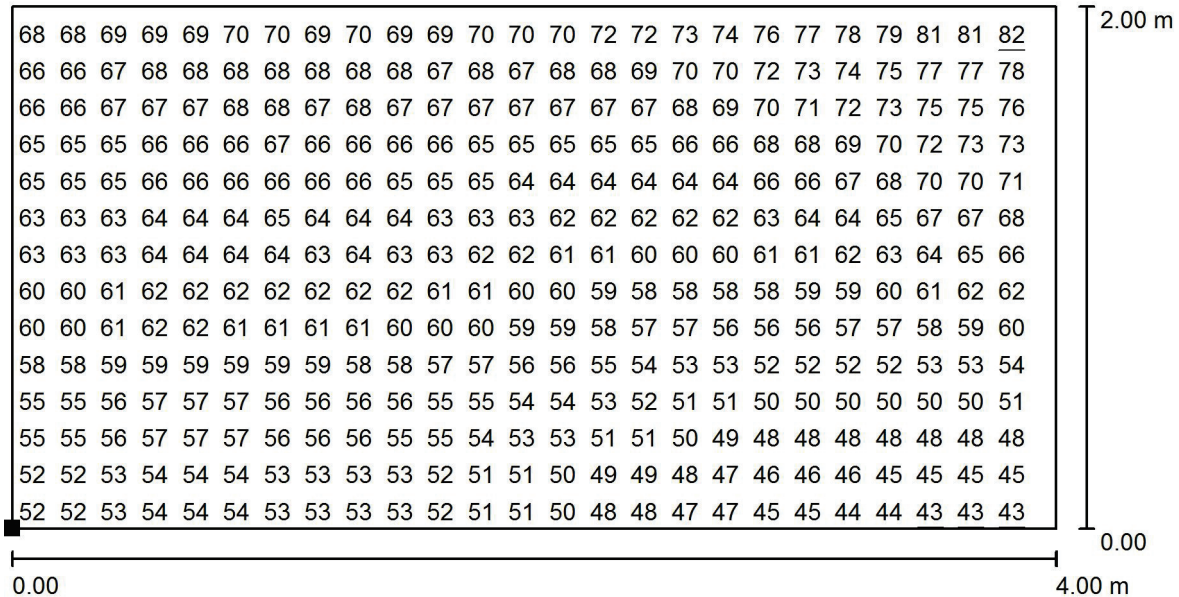 68 68 69 69 69 70 70 69 70 69 69 70 70 70 72 72 73 74 76 77 78 79 81 81 82
2.00 m
66 66 67 68 68 68 68 68 68 68 67 68 67 68 68 69 70 70 72 73 74 75 77 77 78
66 66 67 67 67 68 68 67 68 67 67 67 67 67 67 67 68 69 70 71 72 73 75 75 76
65 65 65 66 66 66 67 66 66 66 66 65 65 65 65 65 66 66 68 68 69 70 72 73 73
65 65 65 66 66 66 66 66 66 65 65 65 64 64 64 64 64 64 66 66 67 68 70 70 71
63 63 63 64 64 64 65 64 64 64 63 63 63 62 62 62 62 62 63 64 64 65 67 67 68
63 63 63 64 64 64 64 63 64 63 63 62 62 61 61 60 60 60 61 61 62 63 64 65 66
60 60 61 62 62 62 62 62 62 62 61 61 60 60 59 58 58 58 58 59 59 60 61 62 62
60 60 61 62 62 61 61 61 61 60 60 60 59 59 58 57 57 56 56 56 57 57 58 59 60
58 58 59 59 59 59 59 59 58 58 57 57 56 56 55 54 53 53 52 52 52 52 53 53 54
55 55 56 57 57 57 56 56 56 56 55 55 54 54 53 52 51 51 50 50 50 50 50 50 51
55 55 56 57 57 57 56 56 56 55 55 54 53 53 51 51 50 49 48 48 48 48 48 48 48
52 52 53 54 54 54 53 53 53 53 52 51 51 50 49 49 48 47 46 46 46 45 45 45 45
52 52 53 54 54 54 53 53 53 53 52 51 51 50 48 48 47 47 45 45 44 44 43 43 43
0.00
0.00
4.00 m